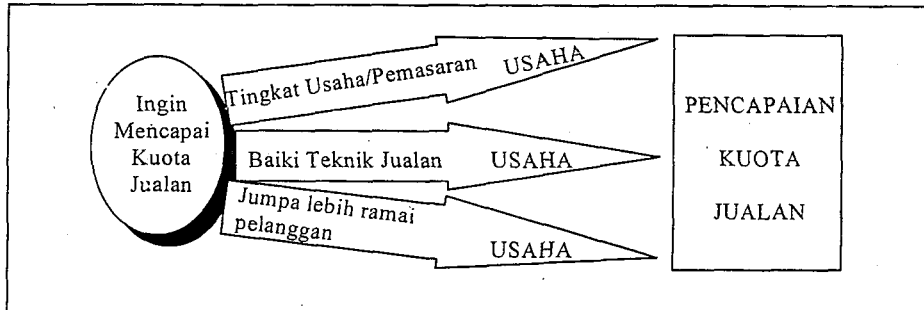 Ingin
Mencapai
Kuota
Jualan
Tingkat Usaha/Pemasaran USAHA
Baiki Teknik Jualan USAHA
Jumpa lebih ramai
pelanggan
USAHA
PENCAPAIAN
KUOTA
JUALAN